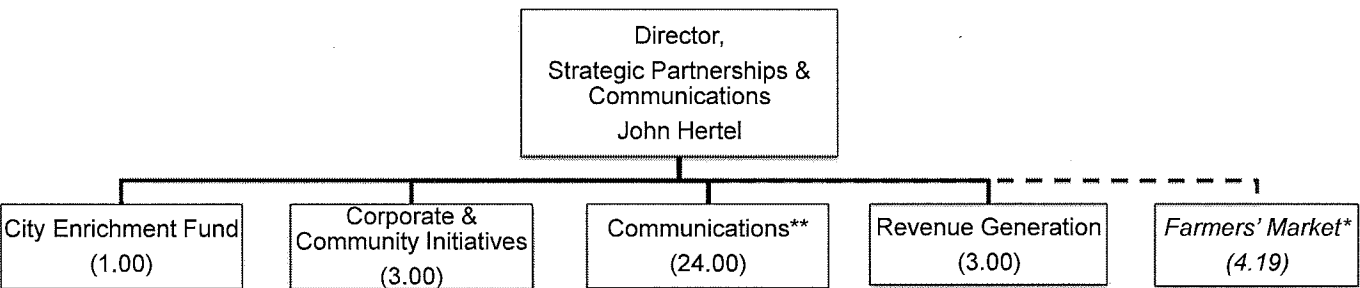 Director,
Strategic Partnerships &
Communications
John Hertel
City Enrichment Fund
(1.00)
Corporate &
Community Initiatives
(3.00)
Communications**
(24.00)
Revenue Generation
(3.00)
Farmers' Market*
(4.19)